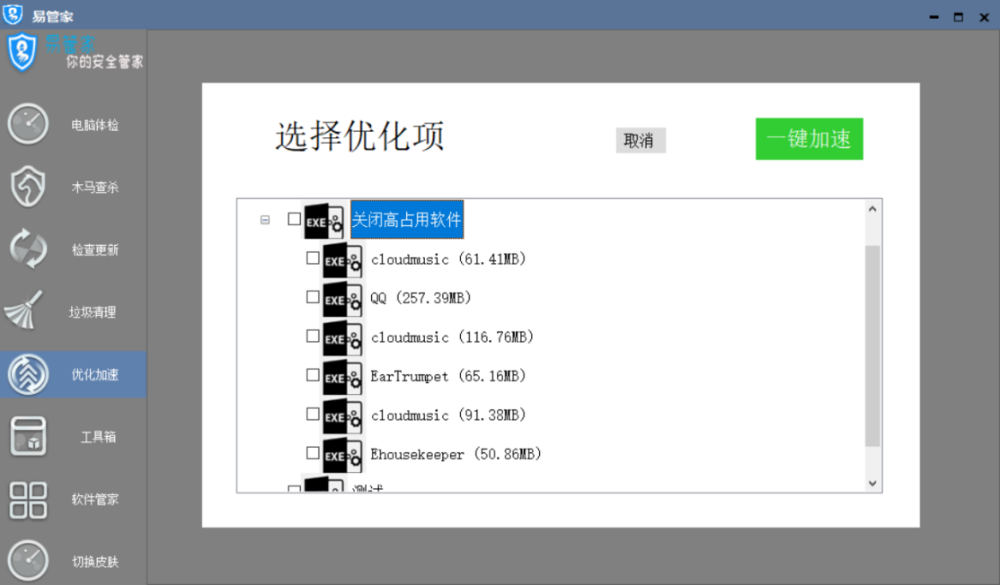 易管家
易管家
你的安全管家
电脑体检
木马查杀
检查更新
垃圾清理
优化加速
工具箱
软件管家
切换皮肤
选择优化项
取消
一键加速
EXE 关闭高占用软件
EXE cloudmusic (61.41MB)
EXE QQ (257.39MB)
EXE cloudmusic (116.76MB)
EXE EarTrumpet (65.16MB)
EXE cloudmusic (91.38MB)
EXE Ehousekeeper (50.86MB)
测试